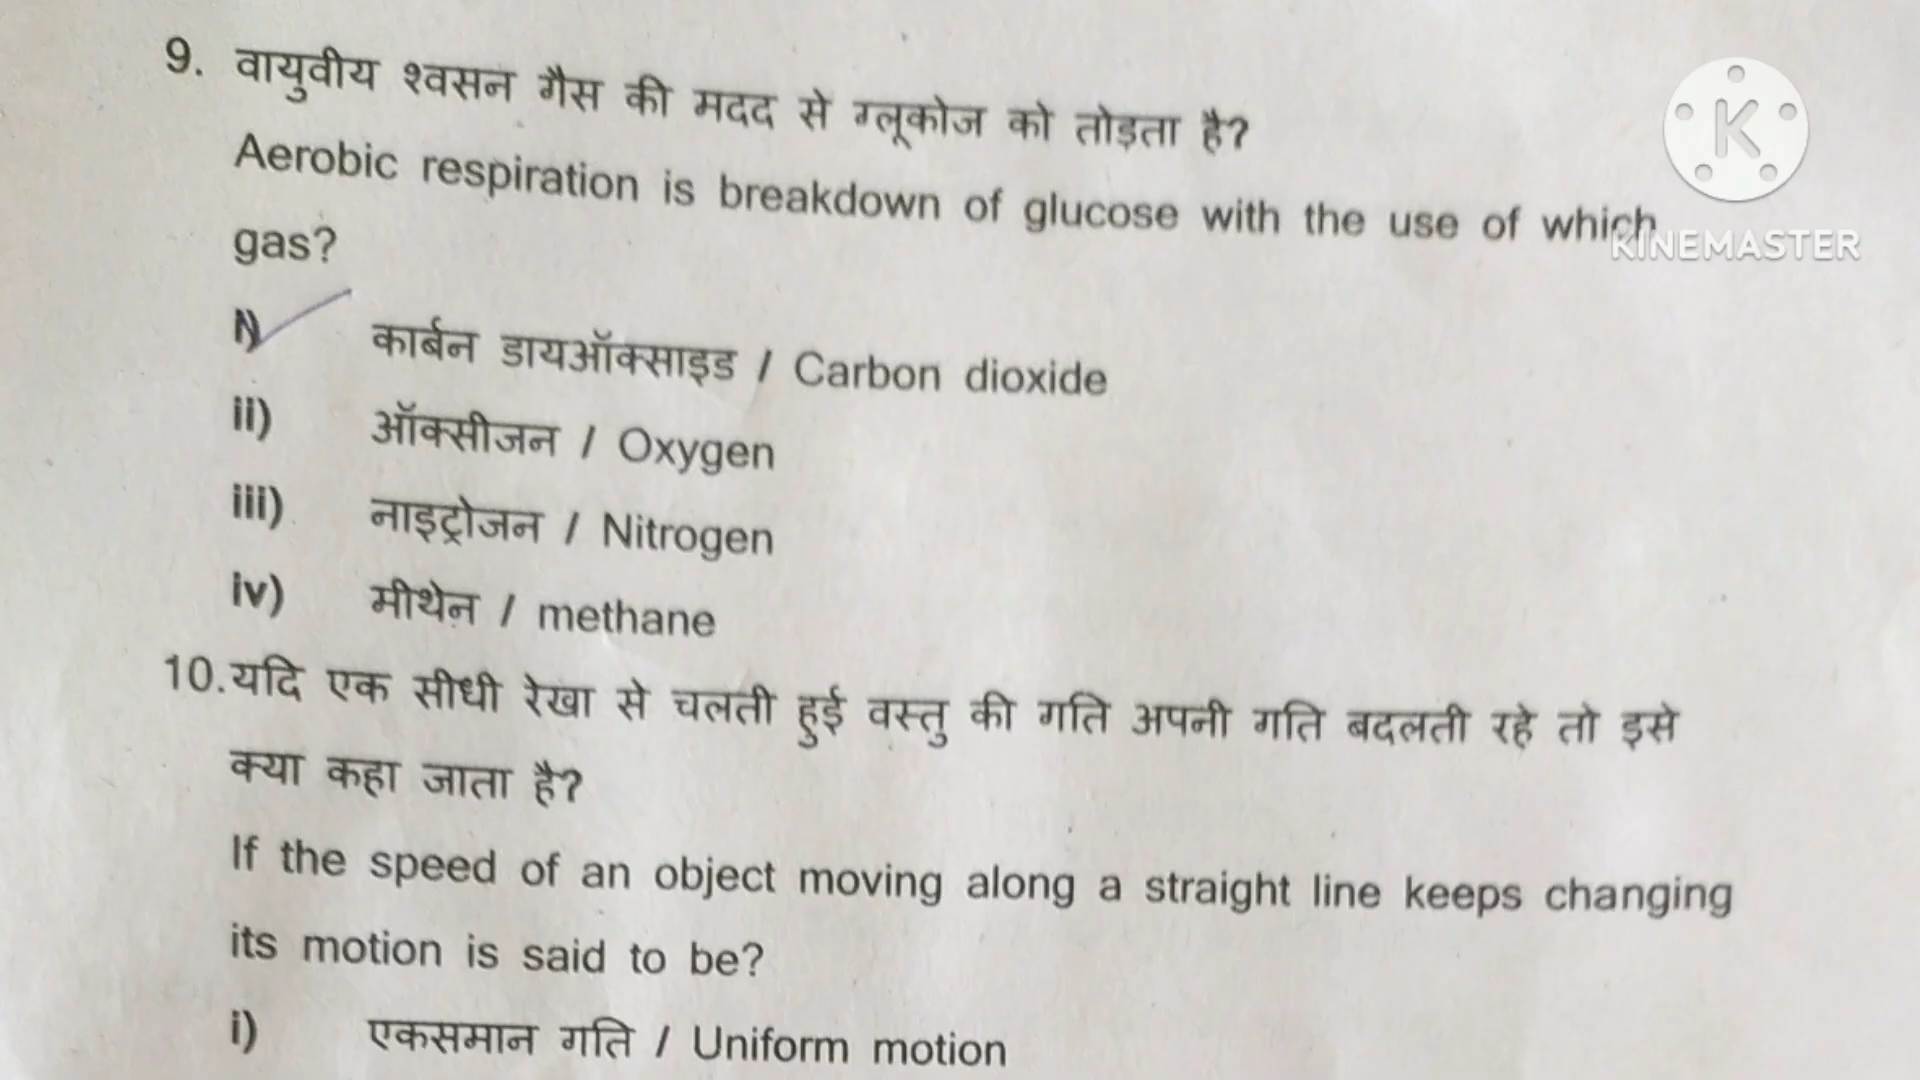 9. वायुवीय श्वसन गैस की मदद से ग्लूकोज को तोड़ता है?
Aerobic respiration is breakdown of glucose with the use of which
gas?
i) कार्बन डायऑक्साइड / Carbon dioxide
ii) ऑक्सीजन / Oxygen
iii) नाइट्रोजन / Nitrogen
iv) मीथेन / methane
10. यदि एक सीधी रेखा से चलती हुई वस्तु की गति अपनी गति बदलती रहे तो इसे
क्या कहा जाता है?
If the speed of an object moving along a straight line keeps changing
its motion is said to be?
i) एकसमान गति / Uniform motion
K
KINEMASTER